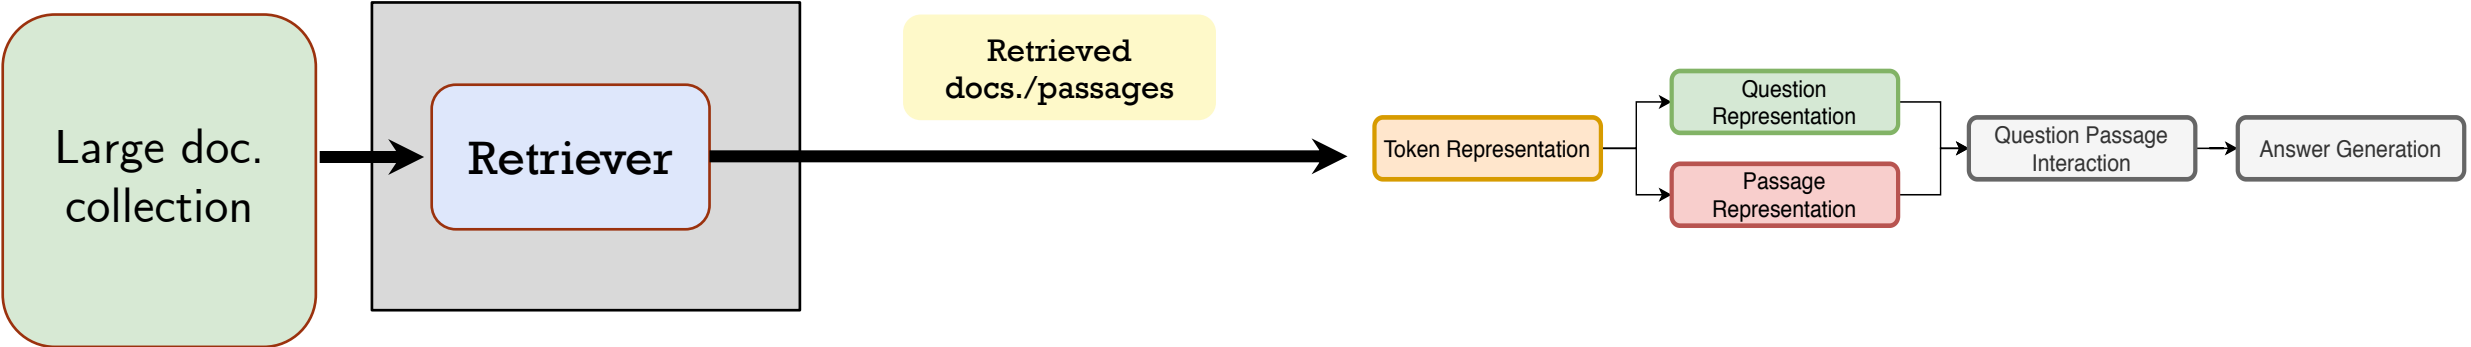 Large doc.
collection
Retriever
Retrieved
docs./passages
Token Representation
Question
Representation
Passage
Representation
Question Passage
Interaction
Answer Generation